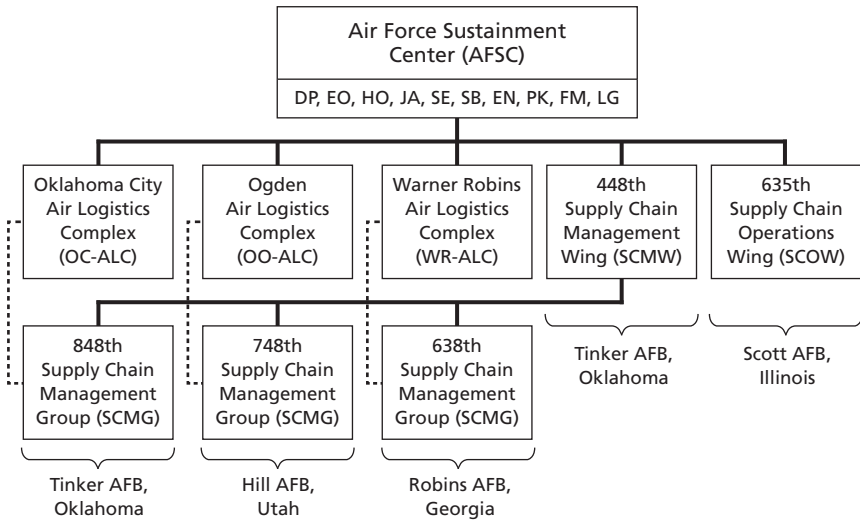 Air Force Sustainment
Center (AFSC)
DP, EO, HO, JA, SE, SB, EN, PK, FM, LG
Oklahoma City
Air Logistics
Complex
(OC-ALC)
Ogden
Air Logistics
Complex
(OO-ALC)
Warner Robins
Air Logistics
Complex
(WR-ALC)
448th
Supply Chain
Management
Wing (SCMW)
635th
Supply Chain
Operations
Wing (SCOW)
848th
Supply Chain
Management
Group (SCMG)
748th
Supply Chain
Management
Group (SCMG)
638th
Supply Chain
Management
Group (SCMG)
Tinker AFB,
Oklahoma
Scott AFB,
Illinois
Tinker AFB,
Oklahoma
Hill AFB,
Utah
Robins AFB,
Georgia